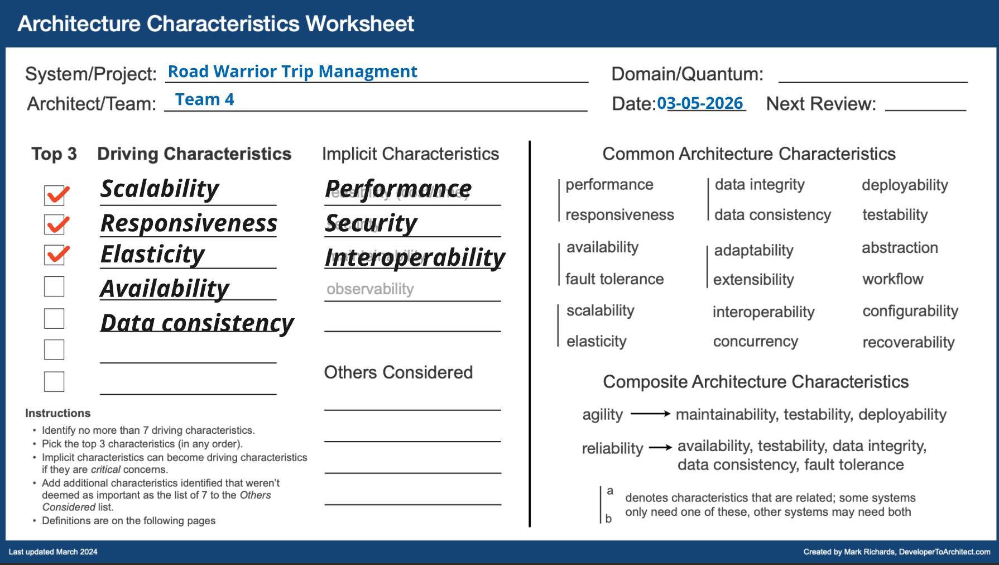 Architecture Characteristics Worksheet
System/Project: Road Warrior Trip Managment
Domain/Quantum:
Architect/Team: Team 4
Date:03-05-2026 Next Review:
Top 3 Driving Characteristics
Scalability
Responsiveness
Elasticity
Availability
Data consistency
Implicit Characteristics
Performance
feasibility (cost/time)
Security
security
Interoperability
maintainability
observability
Others Considered
Instructions
• Identify no more than 7 driving characteristics.
• Pick the top 3 characteristics (in any order).
• Implicit characteristics can become driving characteristics
if they are critical concerns.
• Add additional characteristics identified that weren't
deemed as important as the list of 7 to the Others
Considered list.
• Definitions are on the following pages
Common Architecture Characteristics
performance data integrity deployability
responsiveness data consistency testability
availability adaptability abstraction
fault tolerance extensibility workflow
scalability interoperability configurability
elasticity concurrency recoverability
Composite Architecture Characteristics
agility maintainability, testability, deployability
reliability availability, testability, data integrity,
data consistency, fault tolerance
a
b
denotes characteristics that are related; some systems
only need one of these, other systems may need both
Last updated March 2024
Created by Mark Richards, DeveloperToArchitect.com